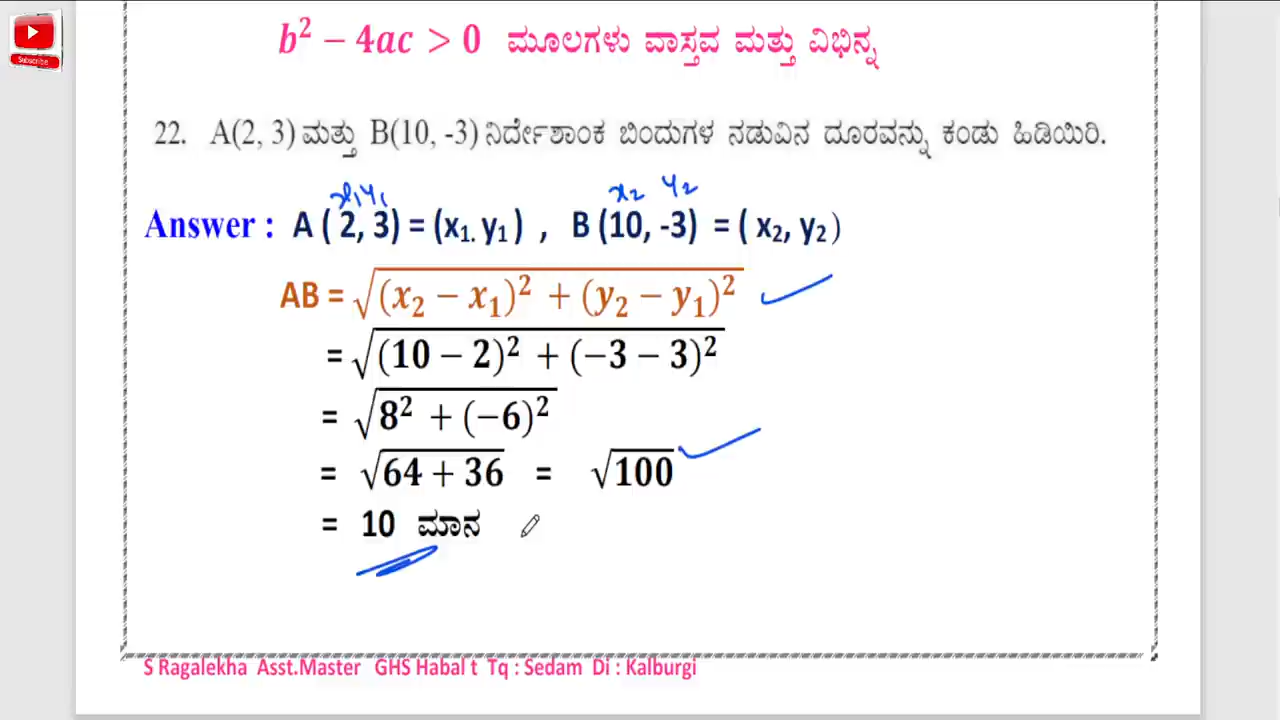 Subscribe
b² − 4ac > 0 ಮೂಲಗಳು ವಾಸ್ತವ ಮತ್ತು ವಿಭಿನ್ನ
22. A(2, 3) ಮತ್ತು B(10, -3) ನಿರ್ದೇಶಾಂಕ ಬಿಂದುಗಳ ನಡುವಿನ ದೂರವನ್ನು ಕಂಡು ಹಿಡಿಯಿರಿ.
x₁ y₁ x₂ y₂
Answer : A ( 2, 3) = (x₁. y₁ ) , B (10, -3) = ( x₂, y₂ )
AB = √(x₂ − x₁)² + (y₂ − y₁)²
= √(10 − 2)² + (−3 − 3)²
= √8² + (−6)²
= √64 + 36 = √100
= 10 ಮಾನ
S Ragalekha Asst.Master GHS Habal t Tq : Sedam Di : Kalburgi